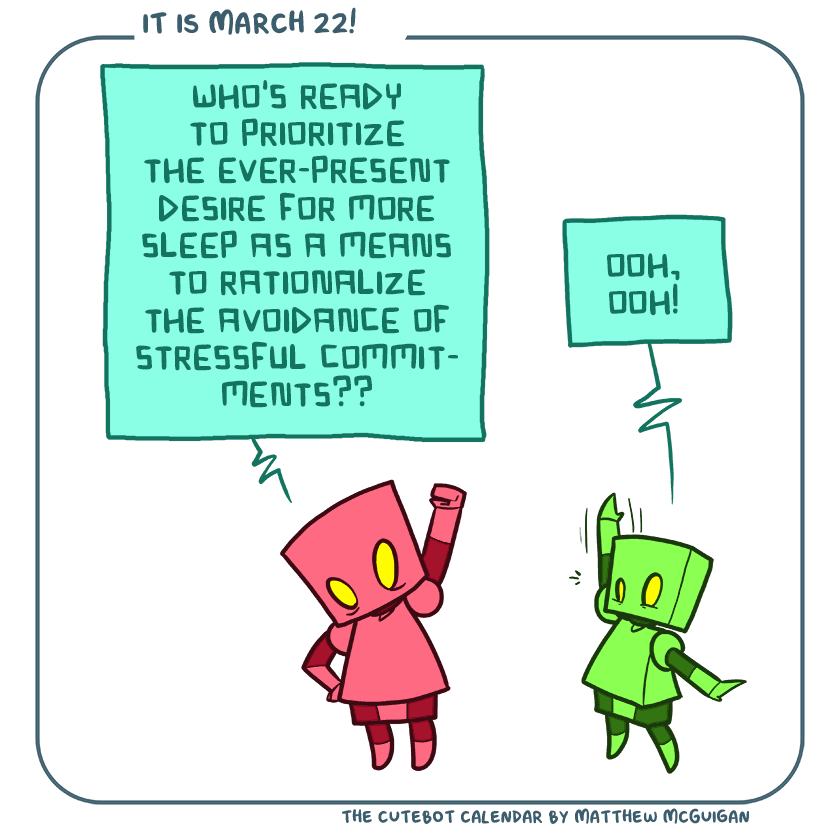 IT IS MARCH 22!
WHO'S READY
TO PRIORITIZE
THE EVER-PRESENT
DESIRE FOR MORE
SLEEP AS A MEANS
TO RATIONALIZE
THE AVOIDANCE OF
STRESSFUL COMMIT-
MENTS??
OOH,
OOH!
THE CUTEBOT CALENDAR BY MATTHEW MCGUIGAN